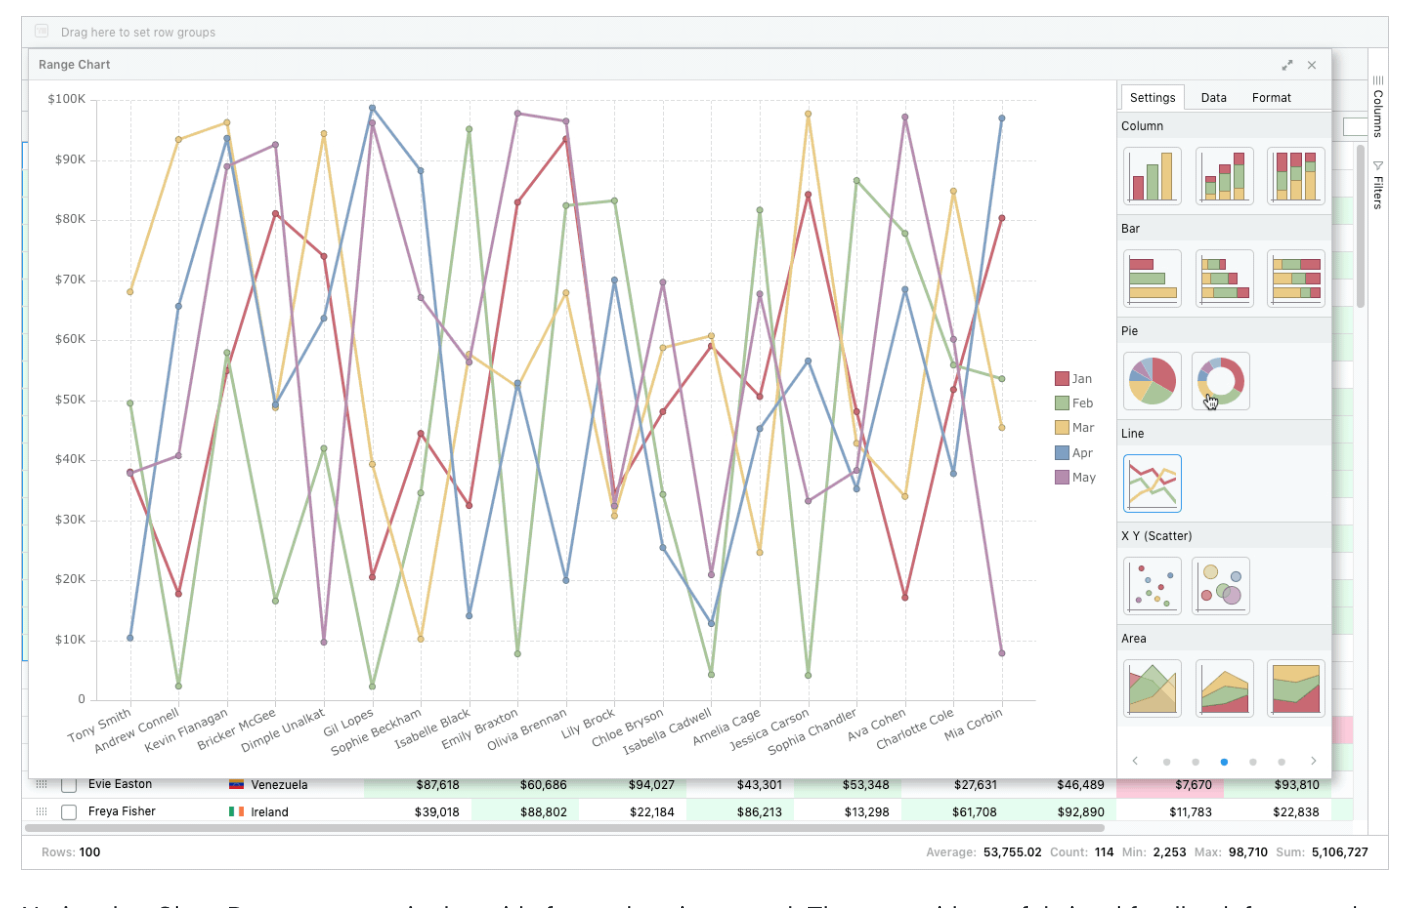 Drag here to set row groups
Range Chart
Settings Data Format
$100K
$90K
$80K
$70K
$60K
$50K
$40K
$30K
$20K
$10K
0
Tony Smith
Andrew Connell
Kevin Flanagan
Bricker McGee
Dimple Unalkat
Gil Lopes
Sophie Beckham
Isabelle Black
Emily Braxton
Olivia Brennan
Lily Brock
Chloe Bryson
Isabella Cadwell
Amelia Cage
Jessica Carson
Sophia Chandler
Ava Cohen
Charlotte Cole
Mia Corbin
Jan
Feb
Mar
Apr
May
Column
Bar
Pie
Line
X Y (Scatter)
Area
Columns
Filters
Evie Easton Venezuela $87,618 $60,686 $94,027 $43,301 $53,348 $27,631 $46,489 $7,670 $93,810
Freya Fisher Ireland $39,018 $88,802 $22,184 $86,213 $13,298 $61,708 $92,890 $11,783 $22,838
Rows: 100 Average: 53,755.02 Count: 114 Min: 2,253 Max: 98,710 Sum: 5,106,727